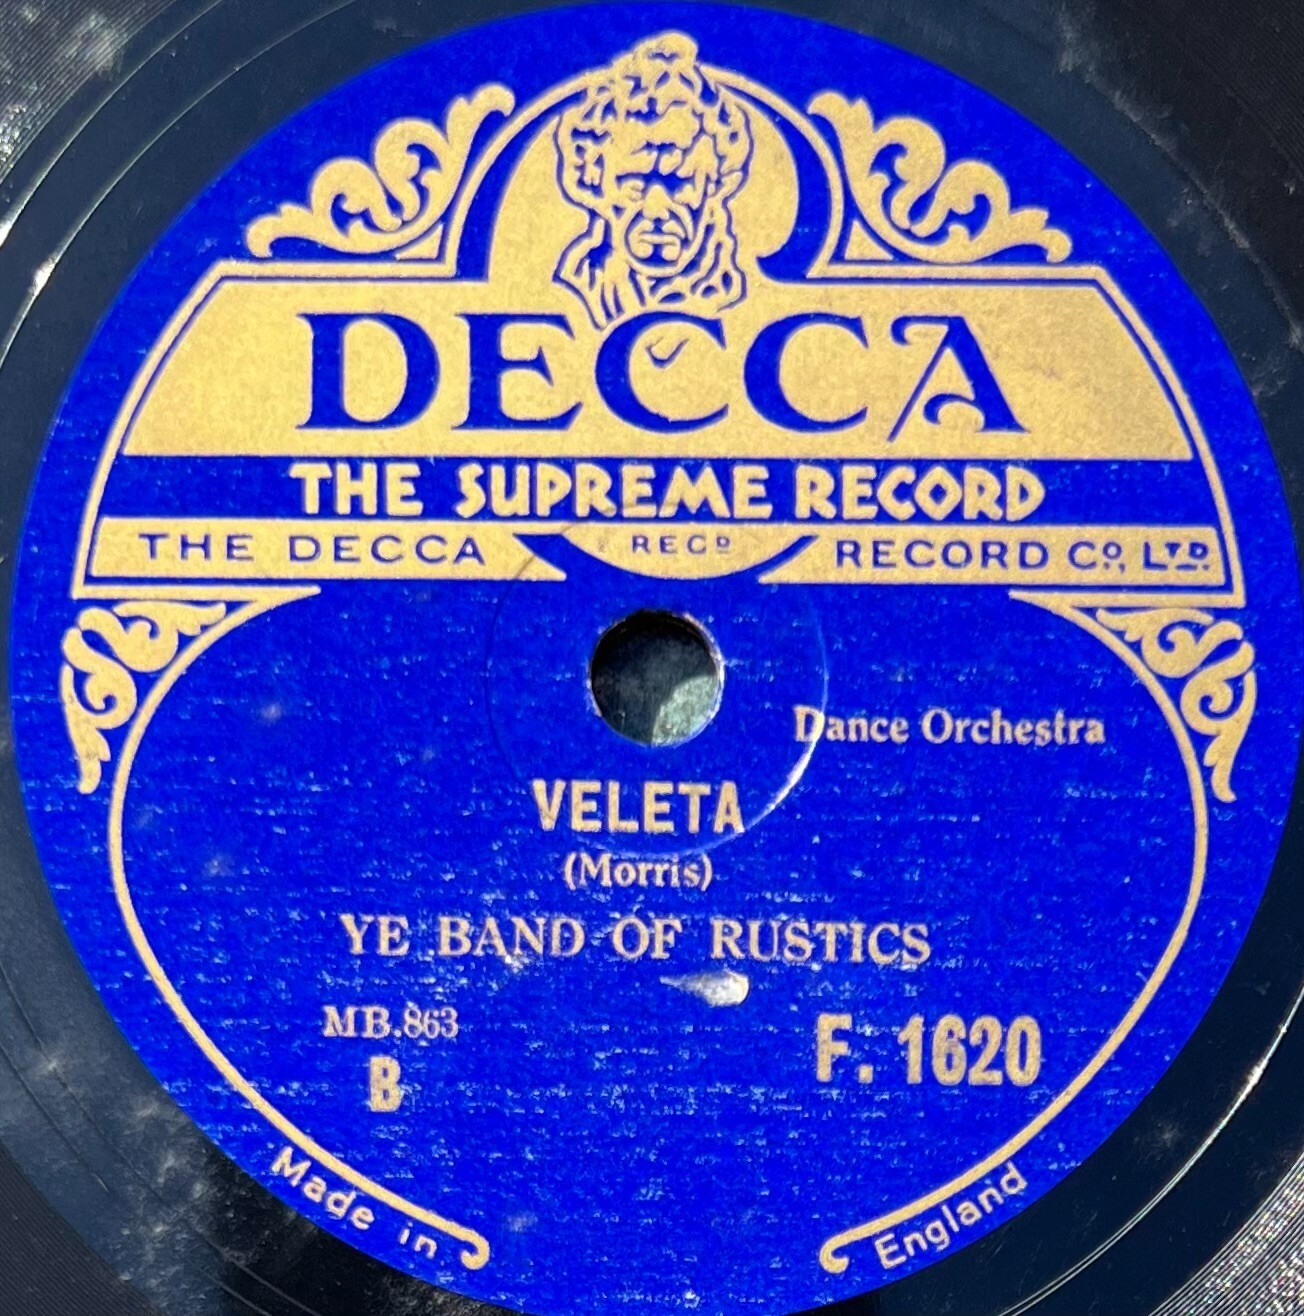 DECCA
THE SUPREME RECORD
THE DECCA REGD RECORD CO., LTD.
Dance Orchestra
VELETA
(Morris)
YE BAND OF RUSTICS
MB.863
B
F. 1620
Made in England